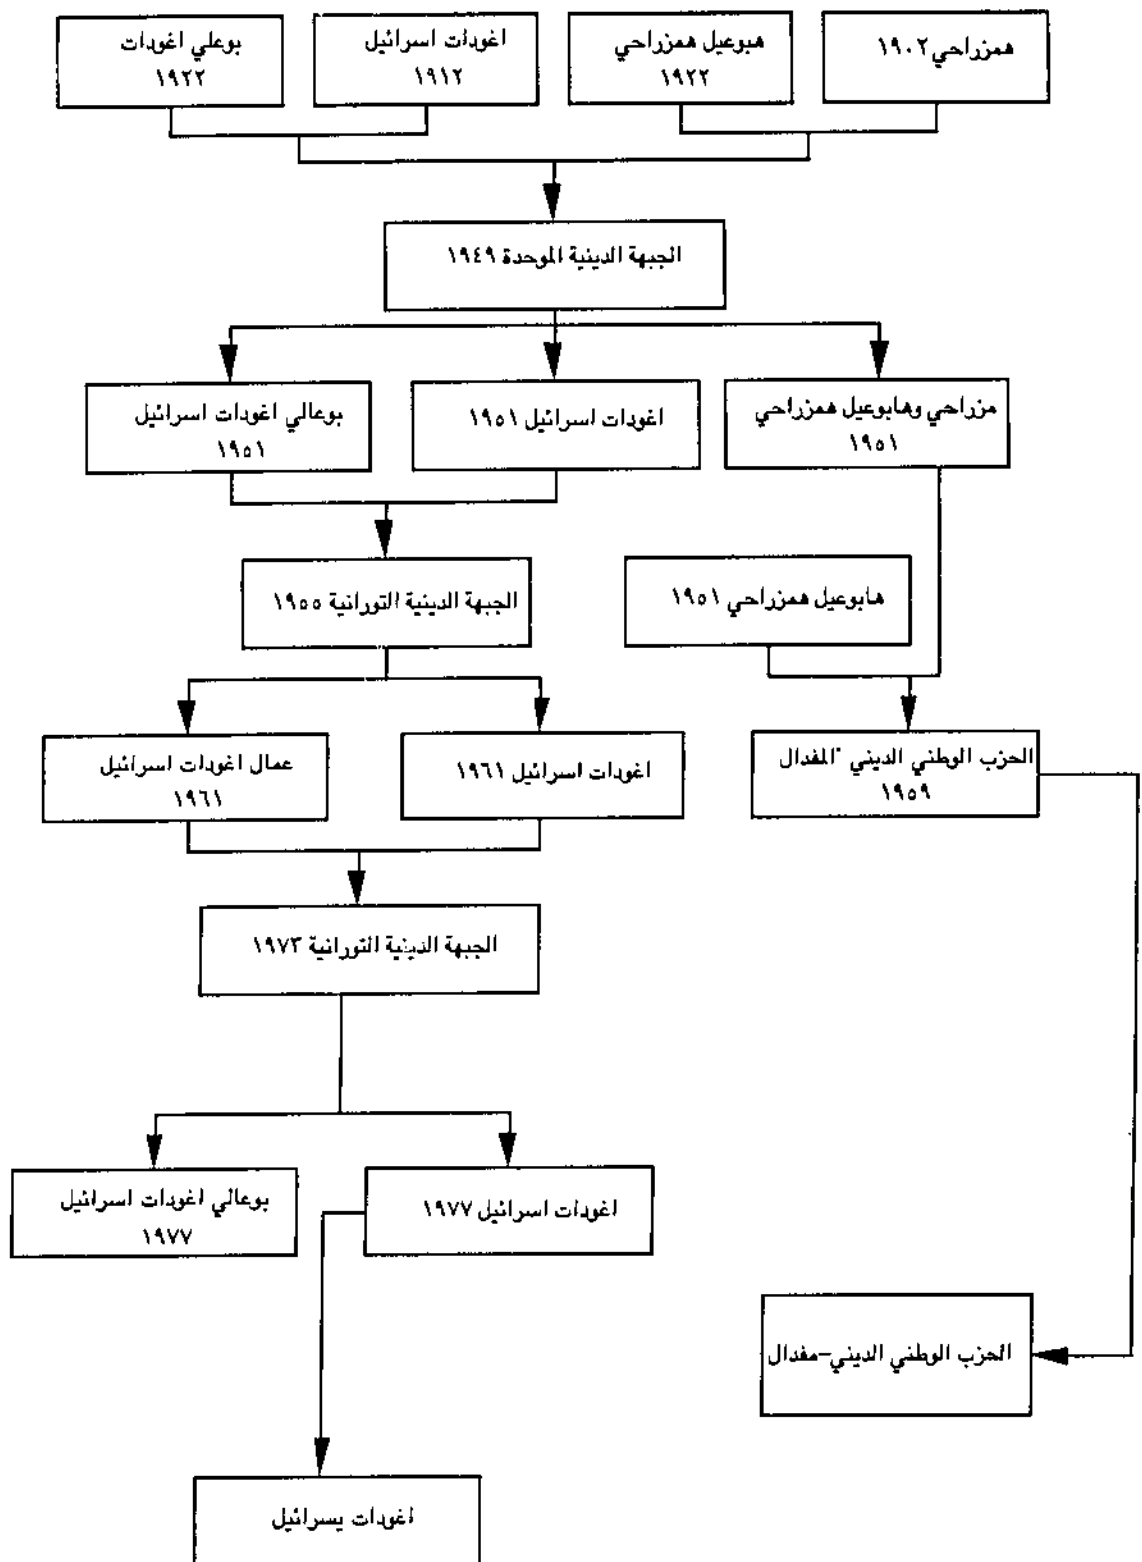 همزراحي ١٩٠٢
هبوعيل همزراحي
١٩٢٢
اغودات اسرائيل
١٩١٢
بوعلي اغودات
١٩٢٢
الجبهة الدينية الموحدة ١٩٤٩
مزراحي وهابوعيل همزراحي
١٩٥١
اغودات اسرائيل ١٩٥١
بوعالي اغودات اسرائيل
١٩٥١
هابوعيل همزراحي ١٩٥١
الجبهة الدينية التوراتية ١٩٥٥
الحزب الوطني الديني "المفدال
١٩٥٩
اغودات اسرائيل ١٩٦١
عمال اغودات اسرائيل
١٩٦١
الجبهة الدينية التوراتية ١٩٧٣
اغودات اسرائيل ١٩٧٧
بوعالي اغودات اسرائيل
١٩٧٧
الحزب الوطني الديني-مفدال
اغودات يسرائيل